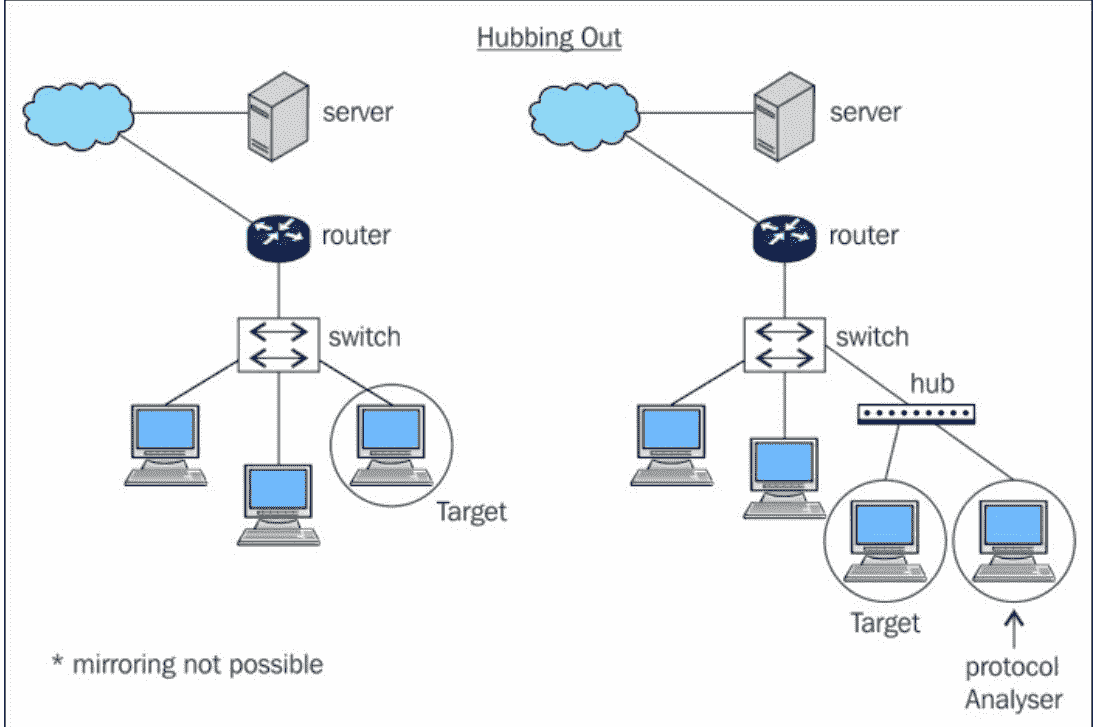 Hubbing Out
server
router
switch
Target
* mirroring not possible
server
router
switch
hub
Target
protocol
Analyser